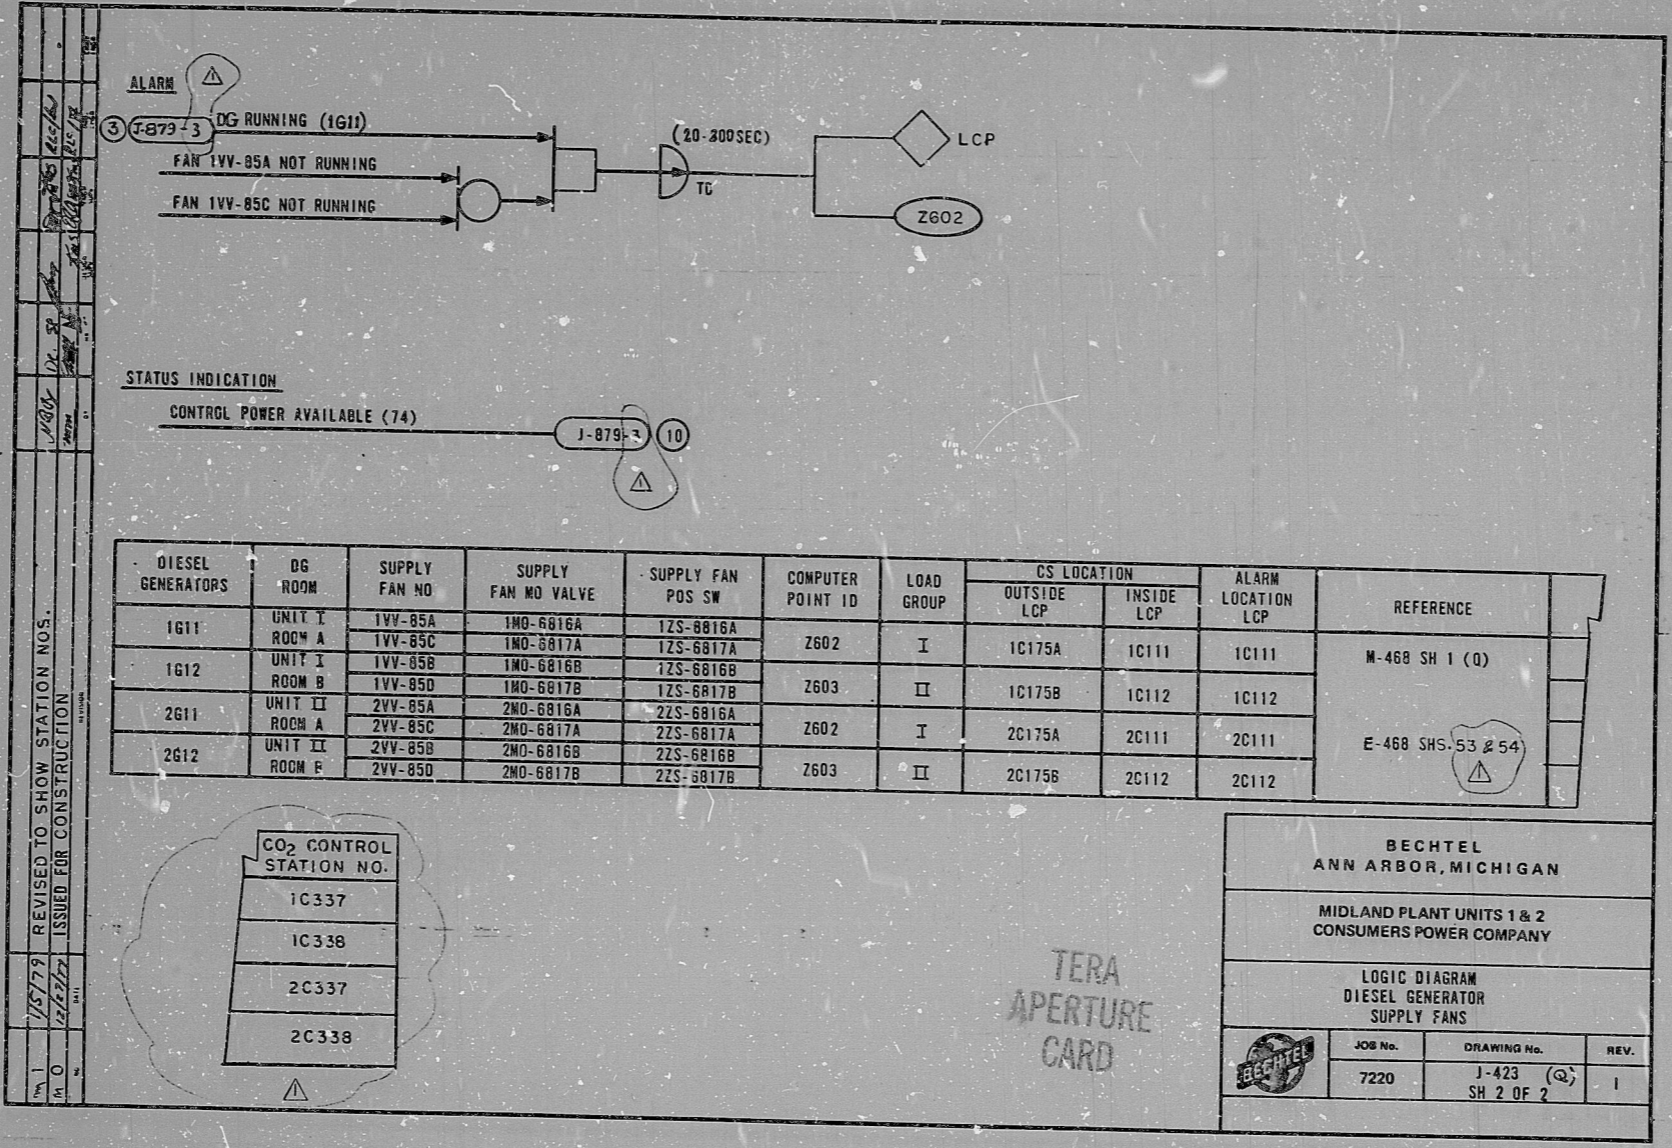 ALARM
3 J-879-3 DG RUNNING (1G11)
FAN 1VV-85A NOT RUNNING
FAN 1VV-85C NOT RUNNING
(20-300SEC)
LCP
Z602
STATUS INDICATION
CONTROL POWER AVAILABLE (74)
J-879-3 10
1
DIESEL GENERATORS DG ROOM SUPPLY FAN NO SUPPLY FAN MO VALVE SUPPLY FAN POS SW COMPUTER POINT ID LOAD GROUP CS LOCATION OUTSIDE LCP INSIDE LCP ALARM LOCATION LCP REFERENCE
1G11 UNIT I ROOM A 1VV-85A 1MO-6816A 1ZS-6816A Z602 I 1C175A 1C111 1C111 M-468 SH 1 (Q)
1VV-85C 1MO-6817A 1ZS-6817A
1G12 UNIT I ROOM B 1VV-85B 1MO-6816B 1ZS-6816B Z603 II 1C175B 1C112 1C112
1VV-85D 1MO-6817B 1ZS-6817B
2G11 UNIT II ROOM A 2VV-85A 2MO-6816A 2ZS-6816A Z602 I 2C175A 2C111 2C111 E-468 SHS. 53 & 54
2VV-85C 2MO-6817A 2ZS-6817A
2G12 UNIT II ROOM B 2VV-85B 2MO-6816B 2ZS-6816B Z603 II 2C175B 2C112 2C112
2VV-85D 2MO-6817B 2ZS-6817B
CO2 CONTROL
STATION NO.
1C337
1C338
2C337
2C338
1
TERA
APERTURE
CARD
BECHTEL
ANN ARBOR, MICHIGAN
MIDLAND PLANT UNITS 1 & 2
CONSUMERS POWER COMPANY
LOGIC DIAGRAM
DIESEL GENERATOR
SUPPLY FANS
BECHTEL
JOB No. DRAWING No. REV.
7220 J-423 (Q) 1
SH 2 OF 2
1 1/5/79 REVISED TO SHOW STATION NOS.
0 12/27/77 ISSUED FOR CONSTRUCTION
DATE REVISION